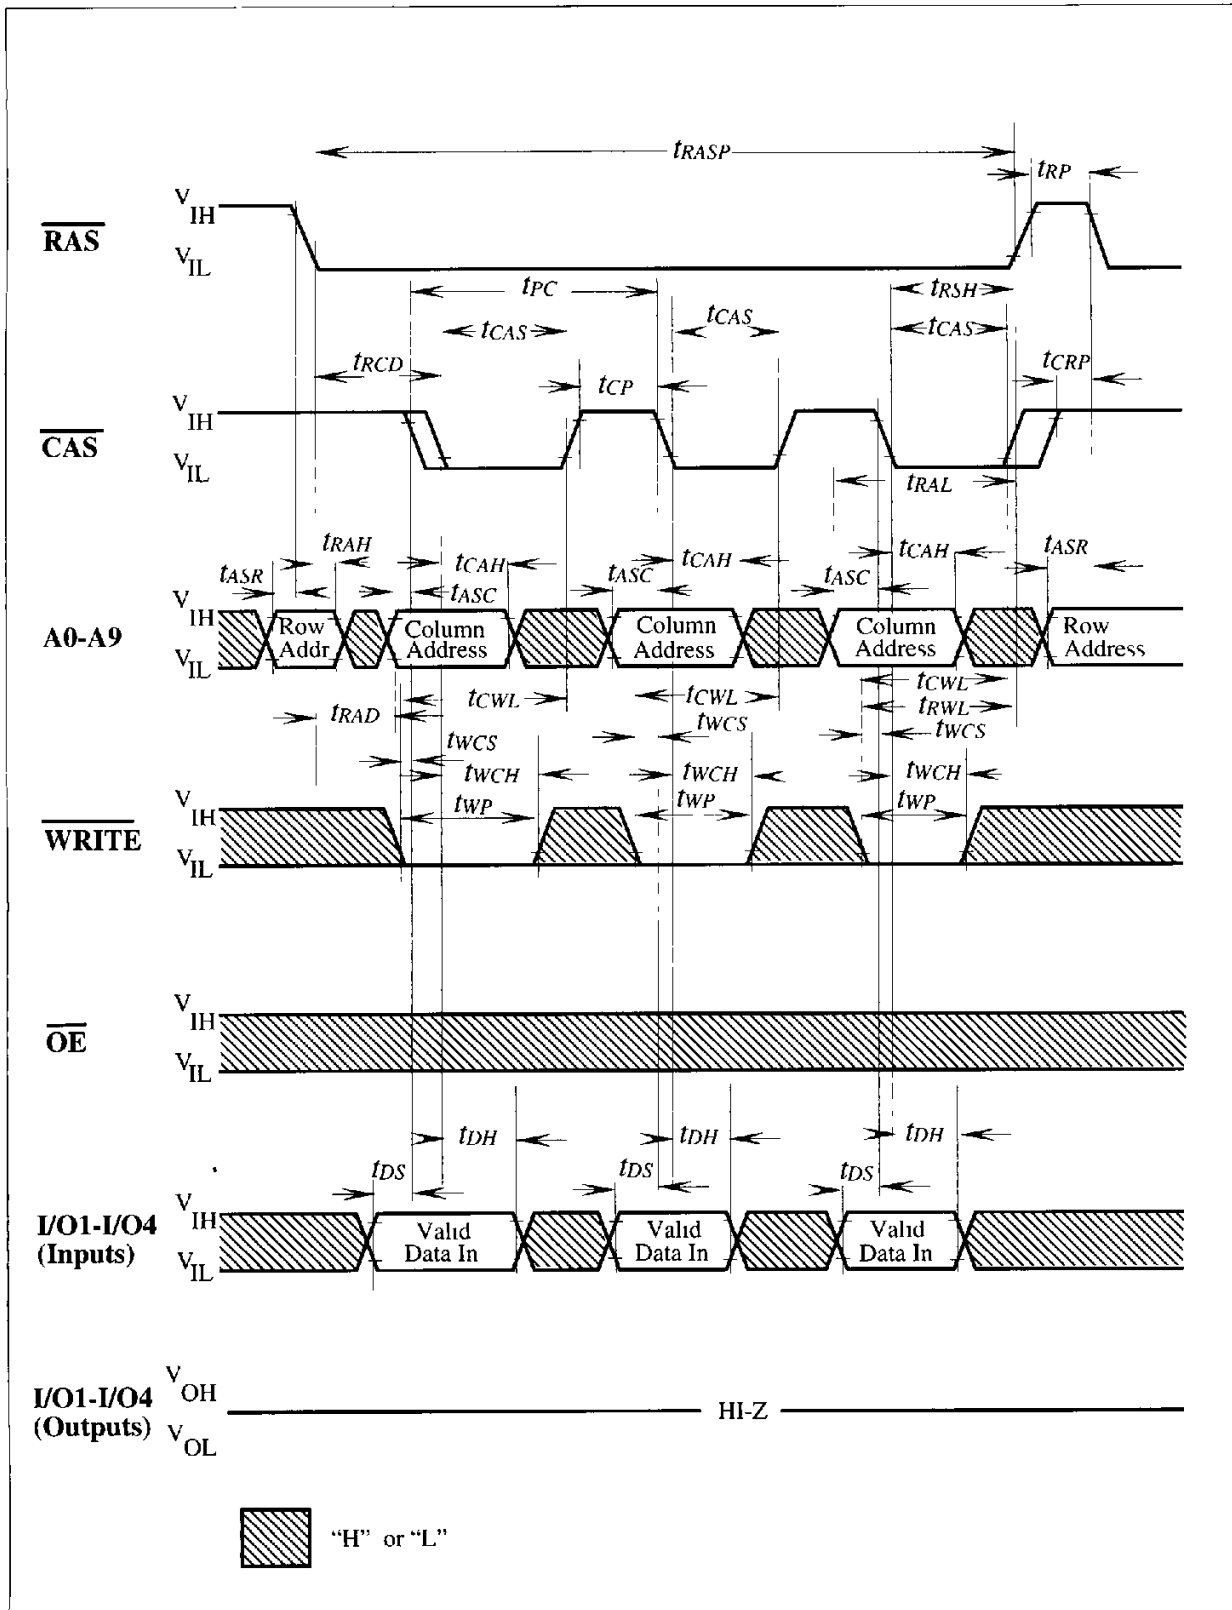 tRASP
tRP
VIH
RAS
VIL
tPC
tRSH
tCAS
tCAS
tCAS
tRCD
tCP
tCRP
VIH
CAS
VIL
tRAL
tRAH
tCAH
tCAH
tCAH
tASR
tASR
tASC
tASC
tASC
VIH
A0-A9
VIL
Row Addr
Column Address
Column Address
Column Address
Row Address
tCWL
tCWL
tCWL
tRAD
tRWL
tWCS
tWCS
tWCS
tWCH
tWCH
tWCH
tWP
tWP
tWP
VIH
WRITE
VIL
VIH
OE
VIL
tDH
tDH
tDH
tDS
tDS
tDS
VIH
I/O1-I/O4
(Inputs)
VIL
Valid Data In
Valid Data In
Valid Data In
VOH
I/O1-I/O4
(Outputs)
VOL
HI-Z
“H” or “L”